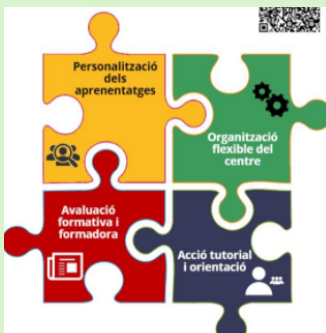 Personalització
dels
aprenentatges
Organització
flexible del
centre
Avaluació
formativa i
formadora
Acció tutorial
i orientació